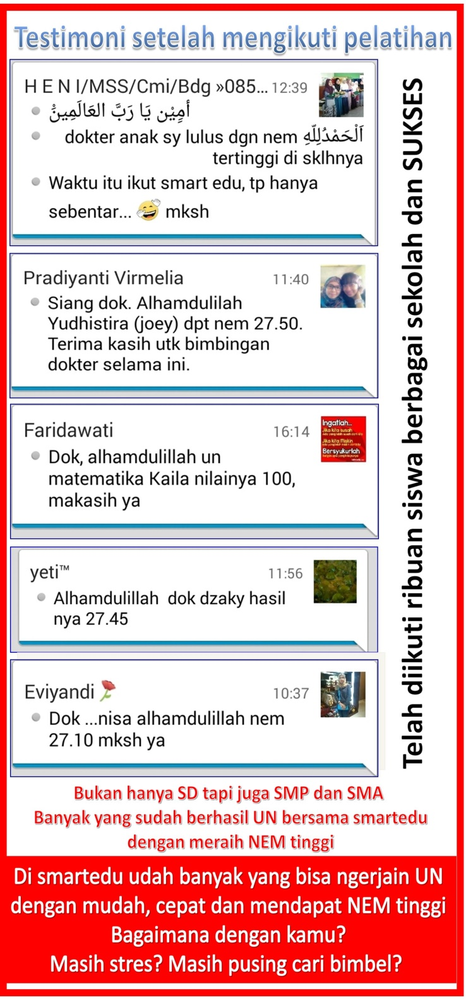 Testimoni setelah mengikuti pelatihan
H E N I/MSS/Cmi/Bdg »085... 12:39
أٰمِيْن يَا رَبَّ العَالَمِينْ
اَلْحَمْدُلِلّٰهِ dokter anak sy lulus dgn nem
tertinggi di sklhnya
Waktu itu ikut smart edu, tp hanya
sebentar... 😅 mksh
Pradiyanti Virmelia 11:40
Siang dok. Alhamdulilah
Yudhistira (joey) dpt nem 27.50.
Terima kasih utk bimbingan
dokter selama ini.
Faridawati 16:14
Ingatlah...
Jika kita susah
Jika kita Miskin
Bersyukurlah
Dok, alhamdulillah un
matematika Kaila nilainya 100,
makasih ya
yeti™ 11:56
Alhamdulillah dok dzaky hasil
nya 27.45
Eviyandi🌹 10:37
Dok ...nisa alhamdulillah nem
27.10 mksh ya
Telah diikuti ribuan siswa berbagai sekolah dan SUKSES
Bukan hanya SD tapi juga SMP dan SMA
Banyak yang sudah berhasil UN bersama smartedu
dengan meraih NEM tinggi
Di smartedu udah banyak yang bisa ngerjain UN
dengan mudah, cepat dan mendapat NEM tinggi
Bagaimana dengan kamu?
Masih stres? Masih pusing cari bimbel?